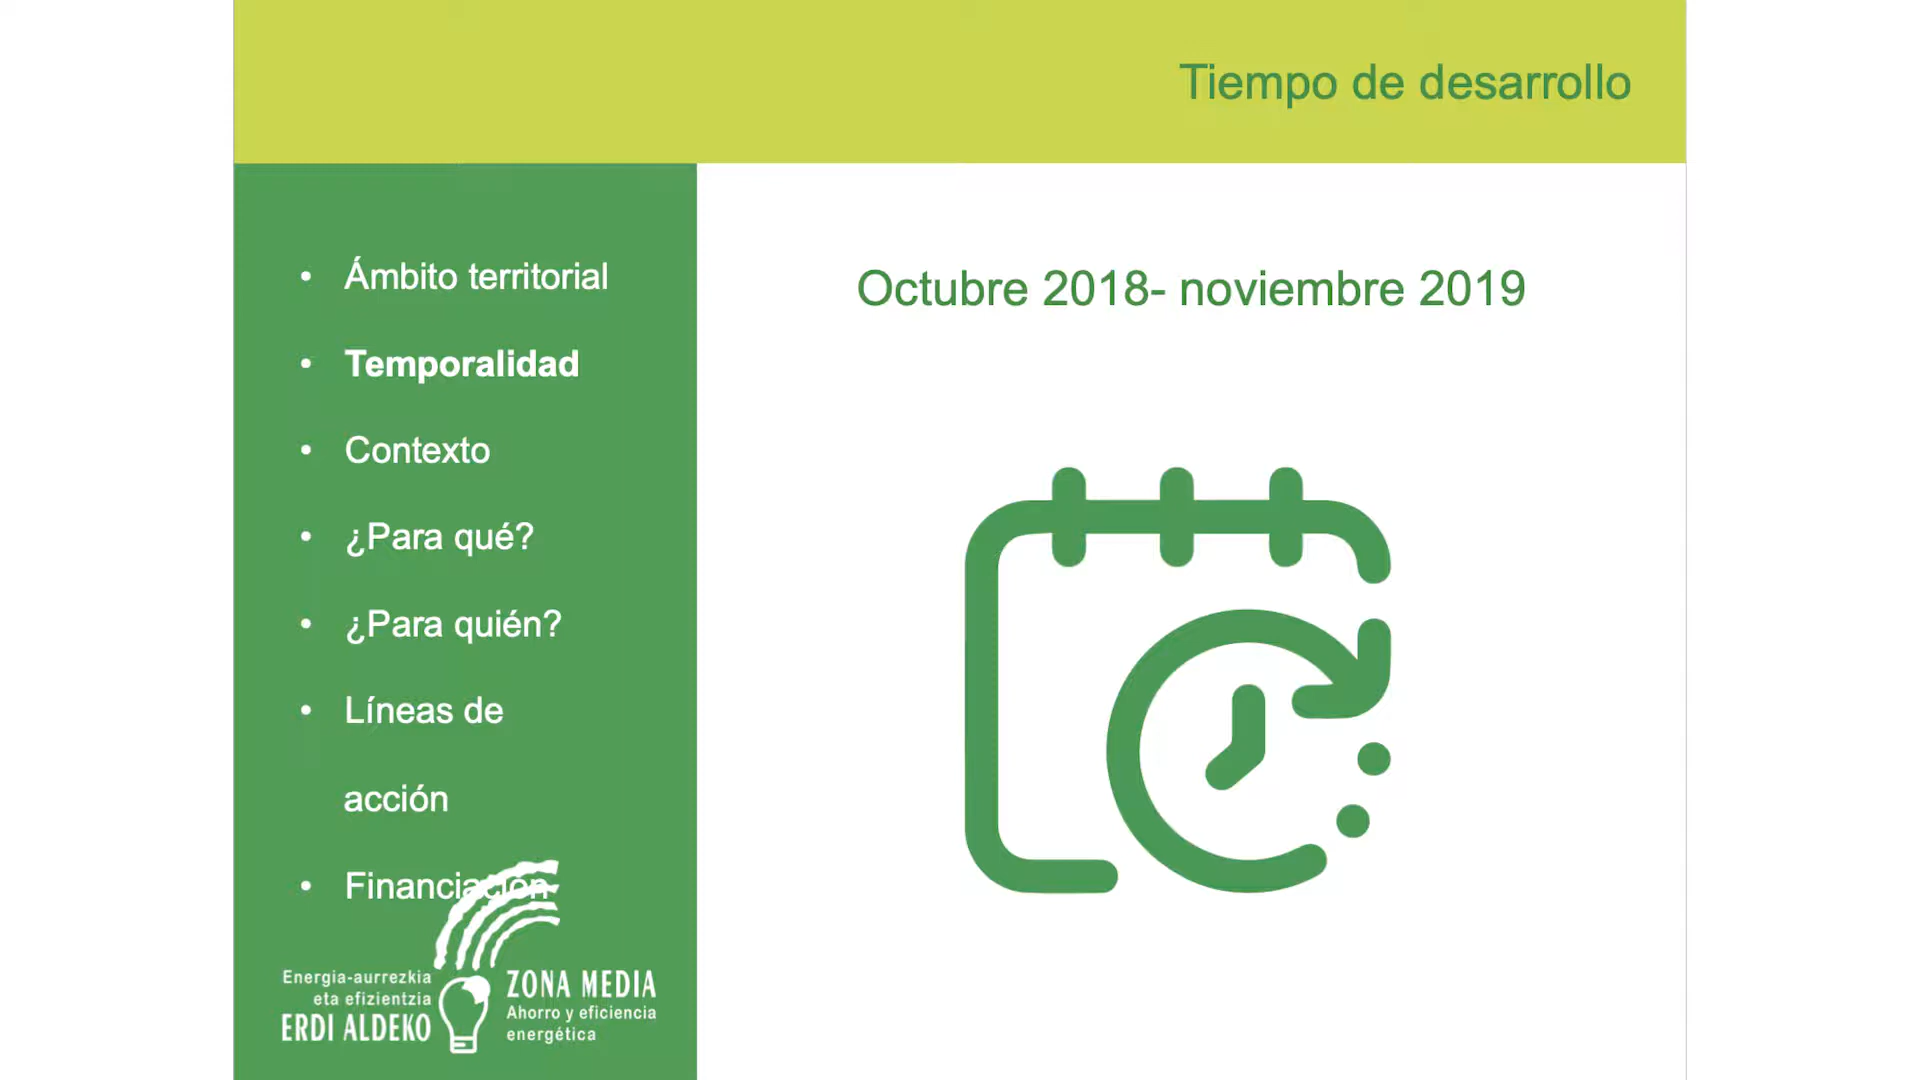 Tiempo de desarrollo
• Ámbito territorial
• Temporalidad
• Contexto
• ¿Para qué?
• ¿Para quién?
• Líneas de
acción
• Financiación
Octubre 2018- noviembre 2019
Energia-aurrezkia
eta efizientzia
ERDI ALDEKO
ZONA MEDIA
Ahorro y eficiencia
energética